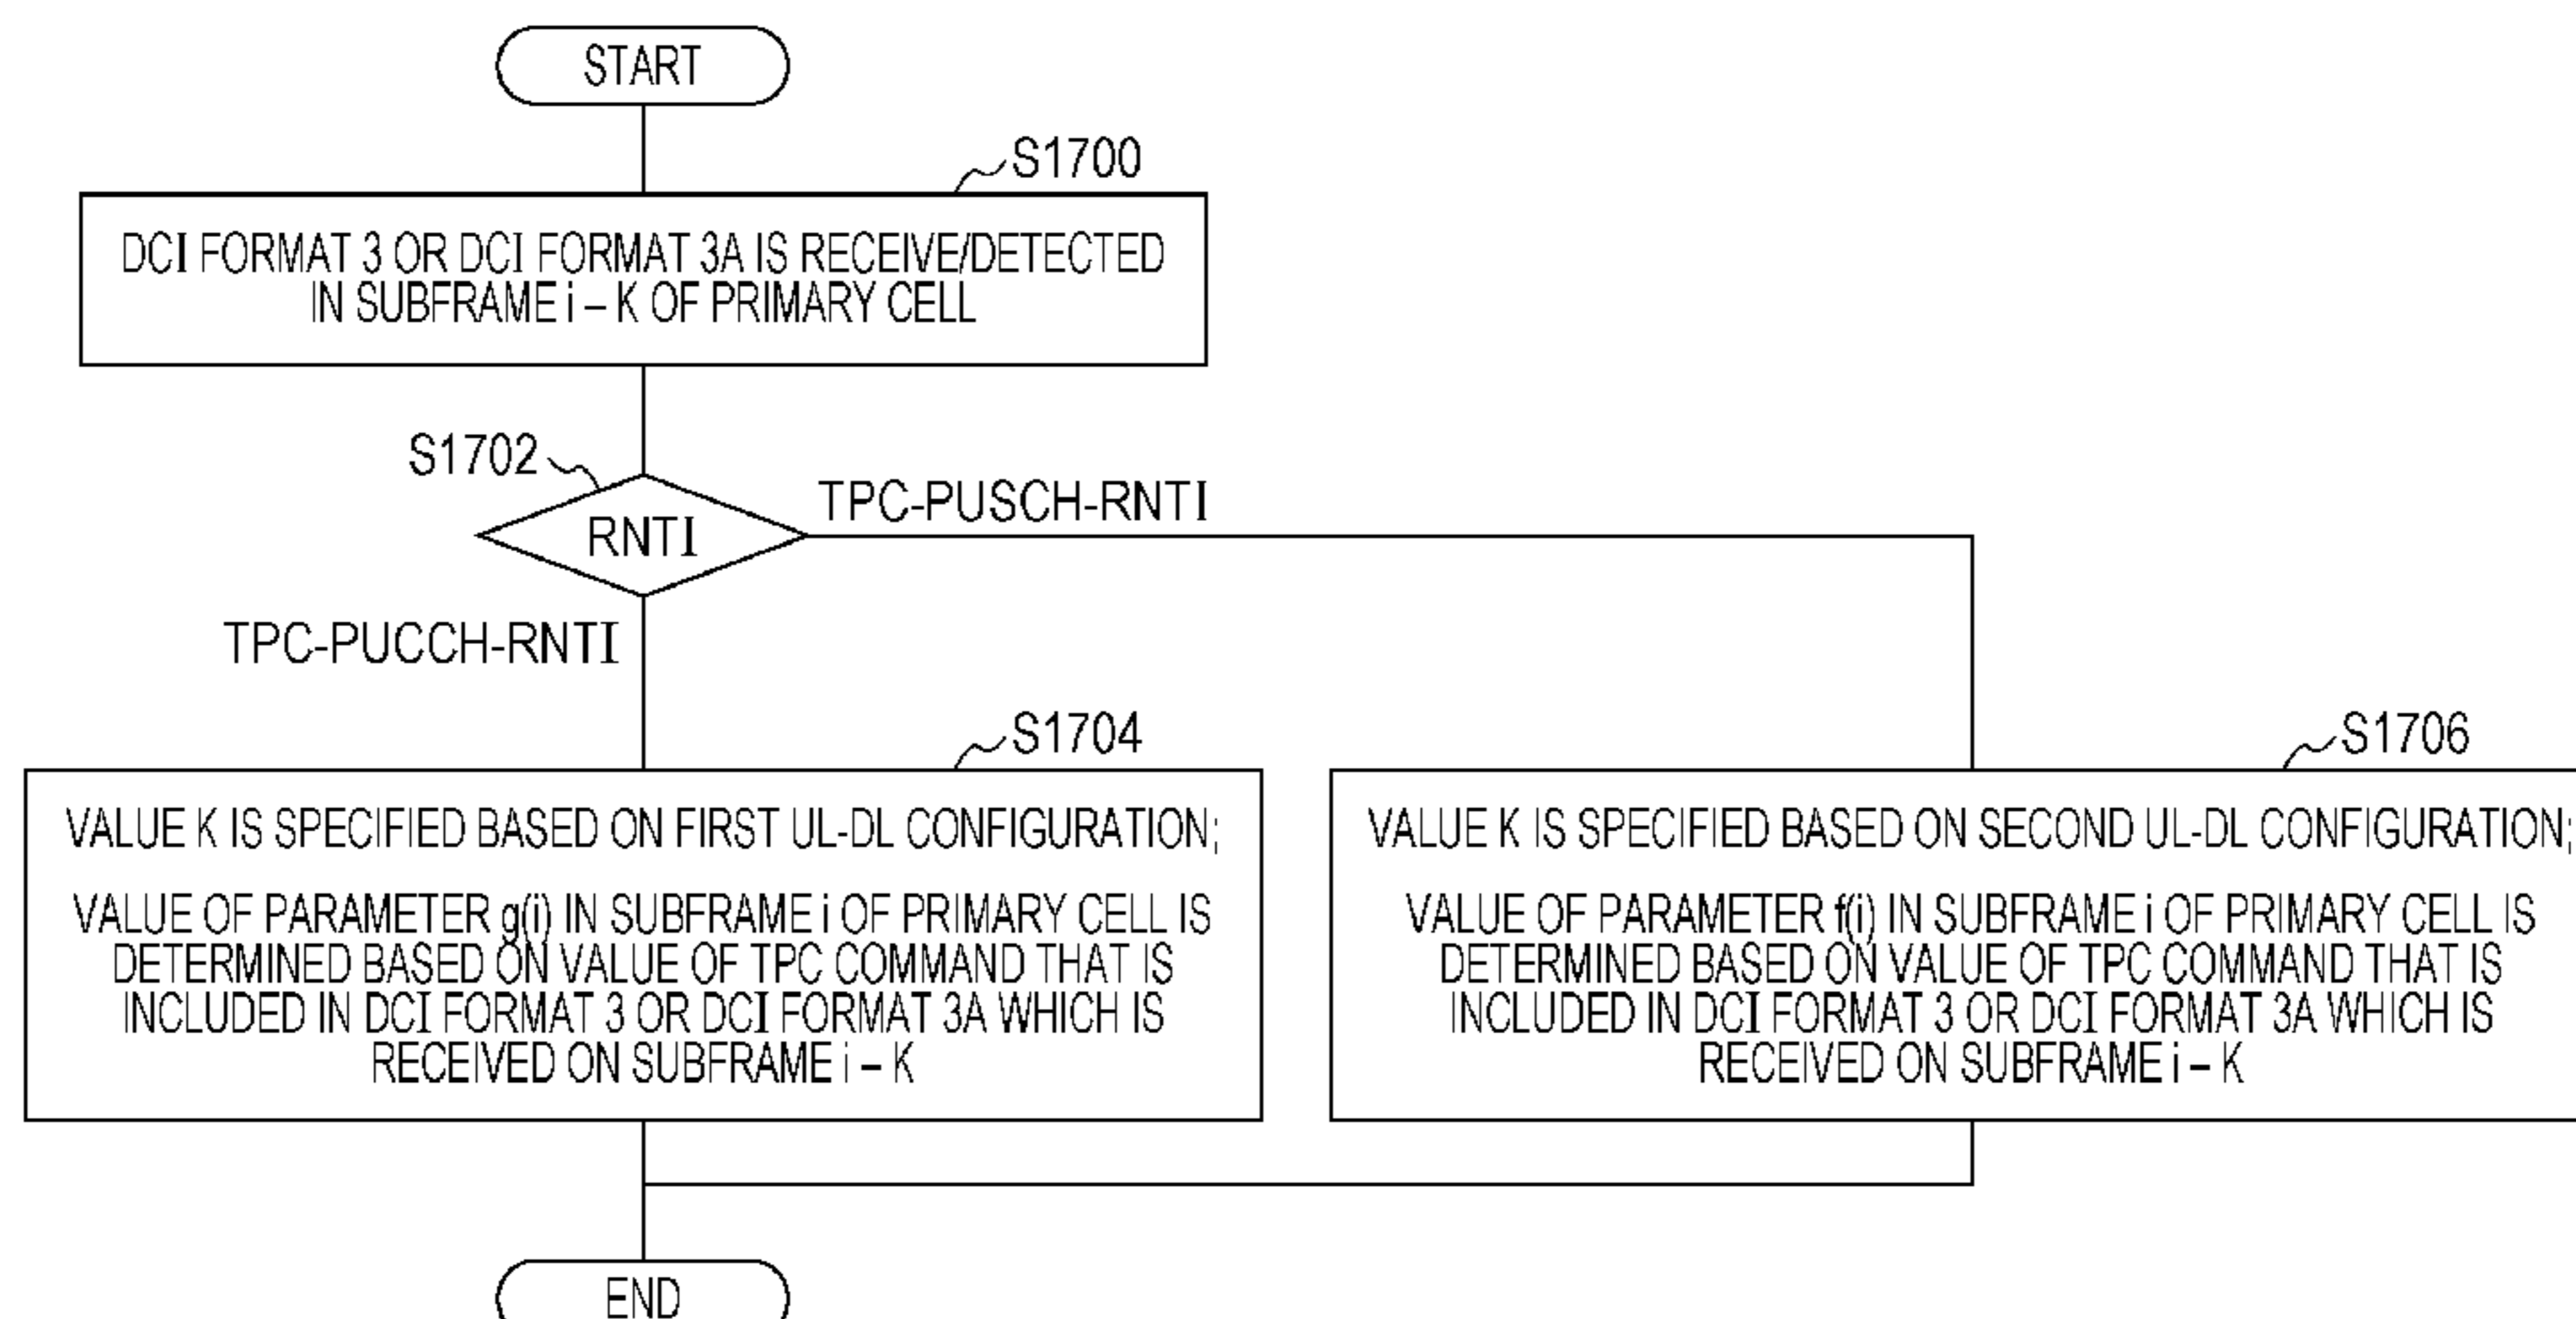 START
S1700
DCI FORMAT 3 OR DCI FORMAT 3A IS RECEIVE/DETECTED
IN SUBFRAME i – K OF PRIMARY CELL
S1702
RNTI
TPC-PUSCH-RNTI
TPC-PUCCH-RNTI
S1704
VALUE K IS SPECIFIED BASED ON FIRST UL-DL CONFIGURATION;
VALUE OF PARAMETER g(i) IN SUBFRAME i OF PRIMARY CELL IS
DETERMINED BASED ON VALUE OF TPC COMMAND THAT IS
INCLUDED IN DCI FORMAT 3 OR DCI FORMAT 3A WHICH IS
RECEIVED ON SUBFRAME i – K
S1706
VALUE K IS SPECIFIED BASED ON SECOND UL-DL CONFIGURATION;
VALUE OF PARAMETER f(i) IN SUBFRAME i OF PRIMARY CELL IS
DETERMINED BASED ON VALUE OF TPC COMMAND THAT IS
INCLUDED IN DCI FORMAT 3 OR DCI FORMAT 3A WHICH IS
RECEIVED ON SUBFRAME i – K
END